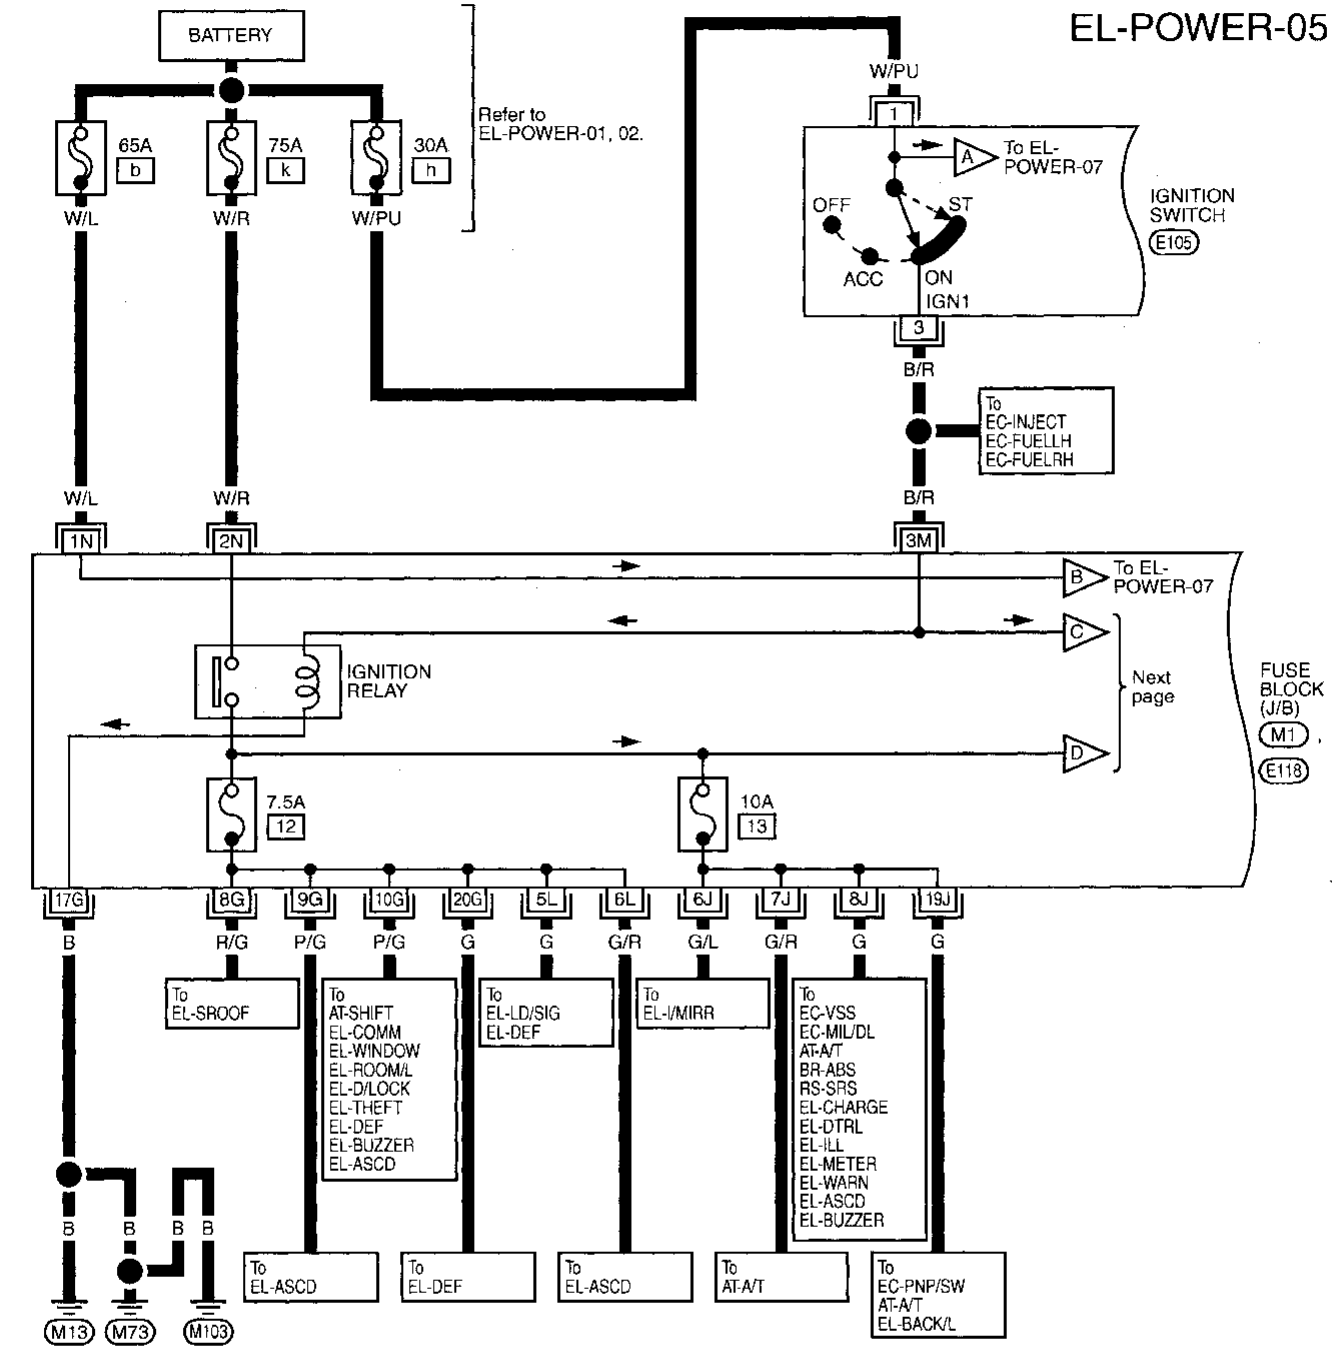 EL-POWER-05
BATTERY
Refer to
EL-POWER-01, 02.
65A
b
75A
k
30A
h
W/L
W/R
W/PU
W/PU
1
A
To EL-
POWER-07
OFF
ST
ACC
ON
IGN1
3
IGNITION
SWITCH
E105
B/R
To
EC-INJECT
EC-FUELLH
EC-FUELRH
W/L
W/R
B/R
1N
2N
3M
B
To EL-
POWER-07
C
Next
page
D
IGNITION
RELAY
FUSE
BLOCK
(J/B)
M1 ,
E118
7.5A
12
10A
13
17G
8G
9G
10G
20G
5L
6L
6J
7J
8J
19J
B
R/G
P/G
P/G
G
G
G/R
G/L
G/R
G
G
To
EL-SROOF
To
AT-SHIFT
EL-COMM
EL-WINDOW
EL-ROOM/L
EL-D/LOCK
EL-THEFT
EL-DEF
EL-BUZZER
EL-ASCD
To
EL-LD/SIG
EL-DEF
To
EL-I/MIRR
To
EC-VSS
EC-MIL/DL
AT-A/T
BR-ABS
RS-SRS
EL-CHARGE
EL-DTRL
EL-ILL
EL-METER
EL-WARN
EL-ASCD
EL-BUZZER
B
B
B
B
To
EL-ASCD
To
EL-DEF
To
EL-ASCD
To
AT-A/T
To
EC-PNP/SW
AT-A/T
EL-BACK/L
M13
M73
M103